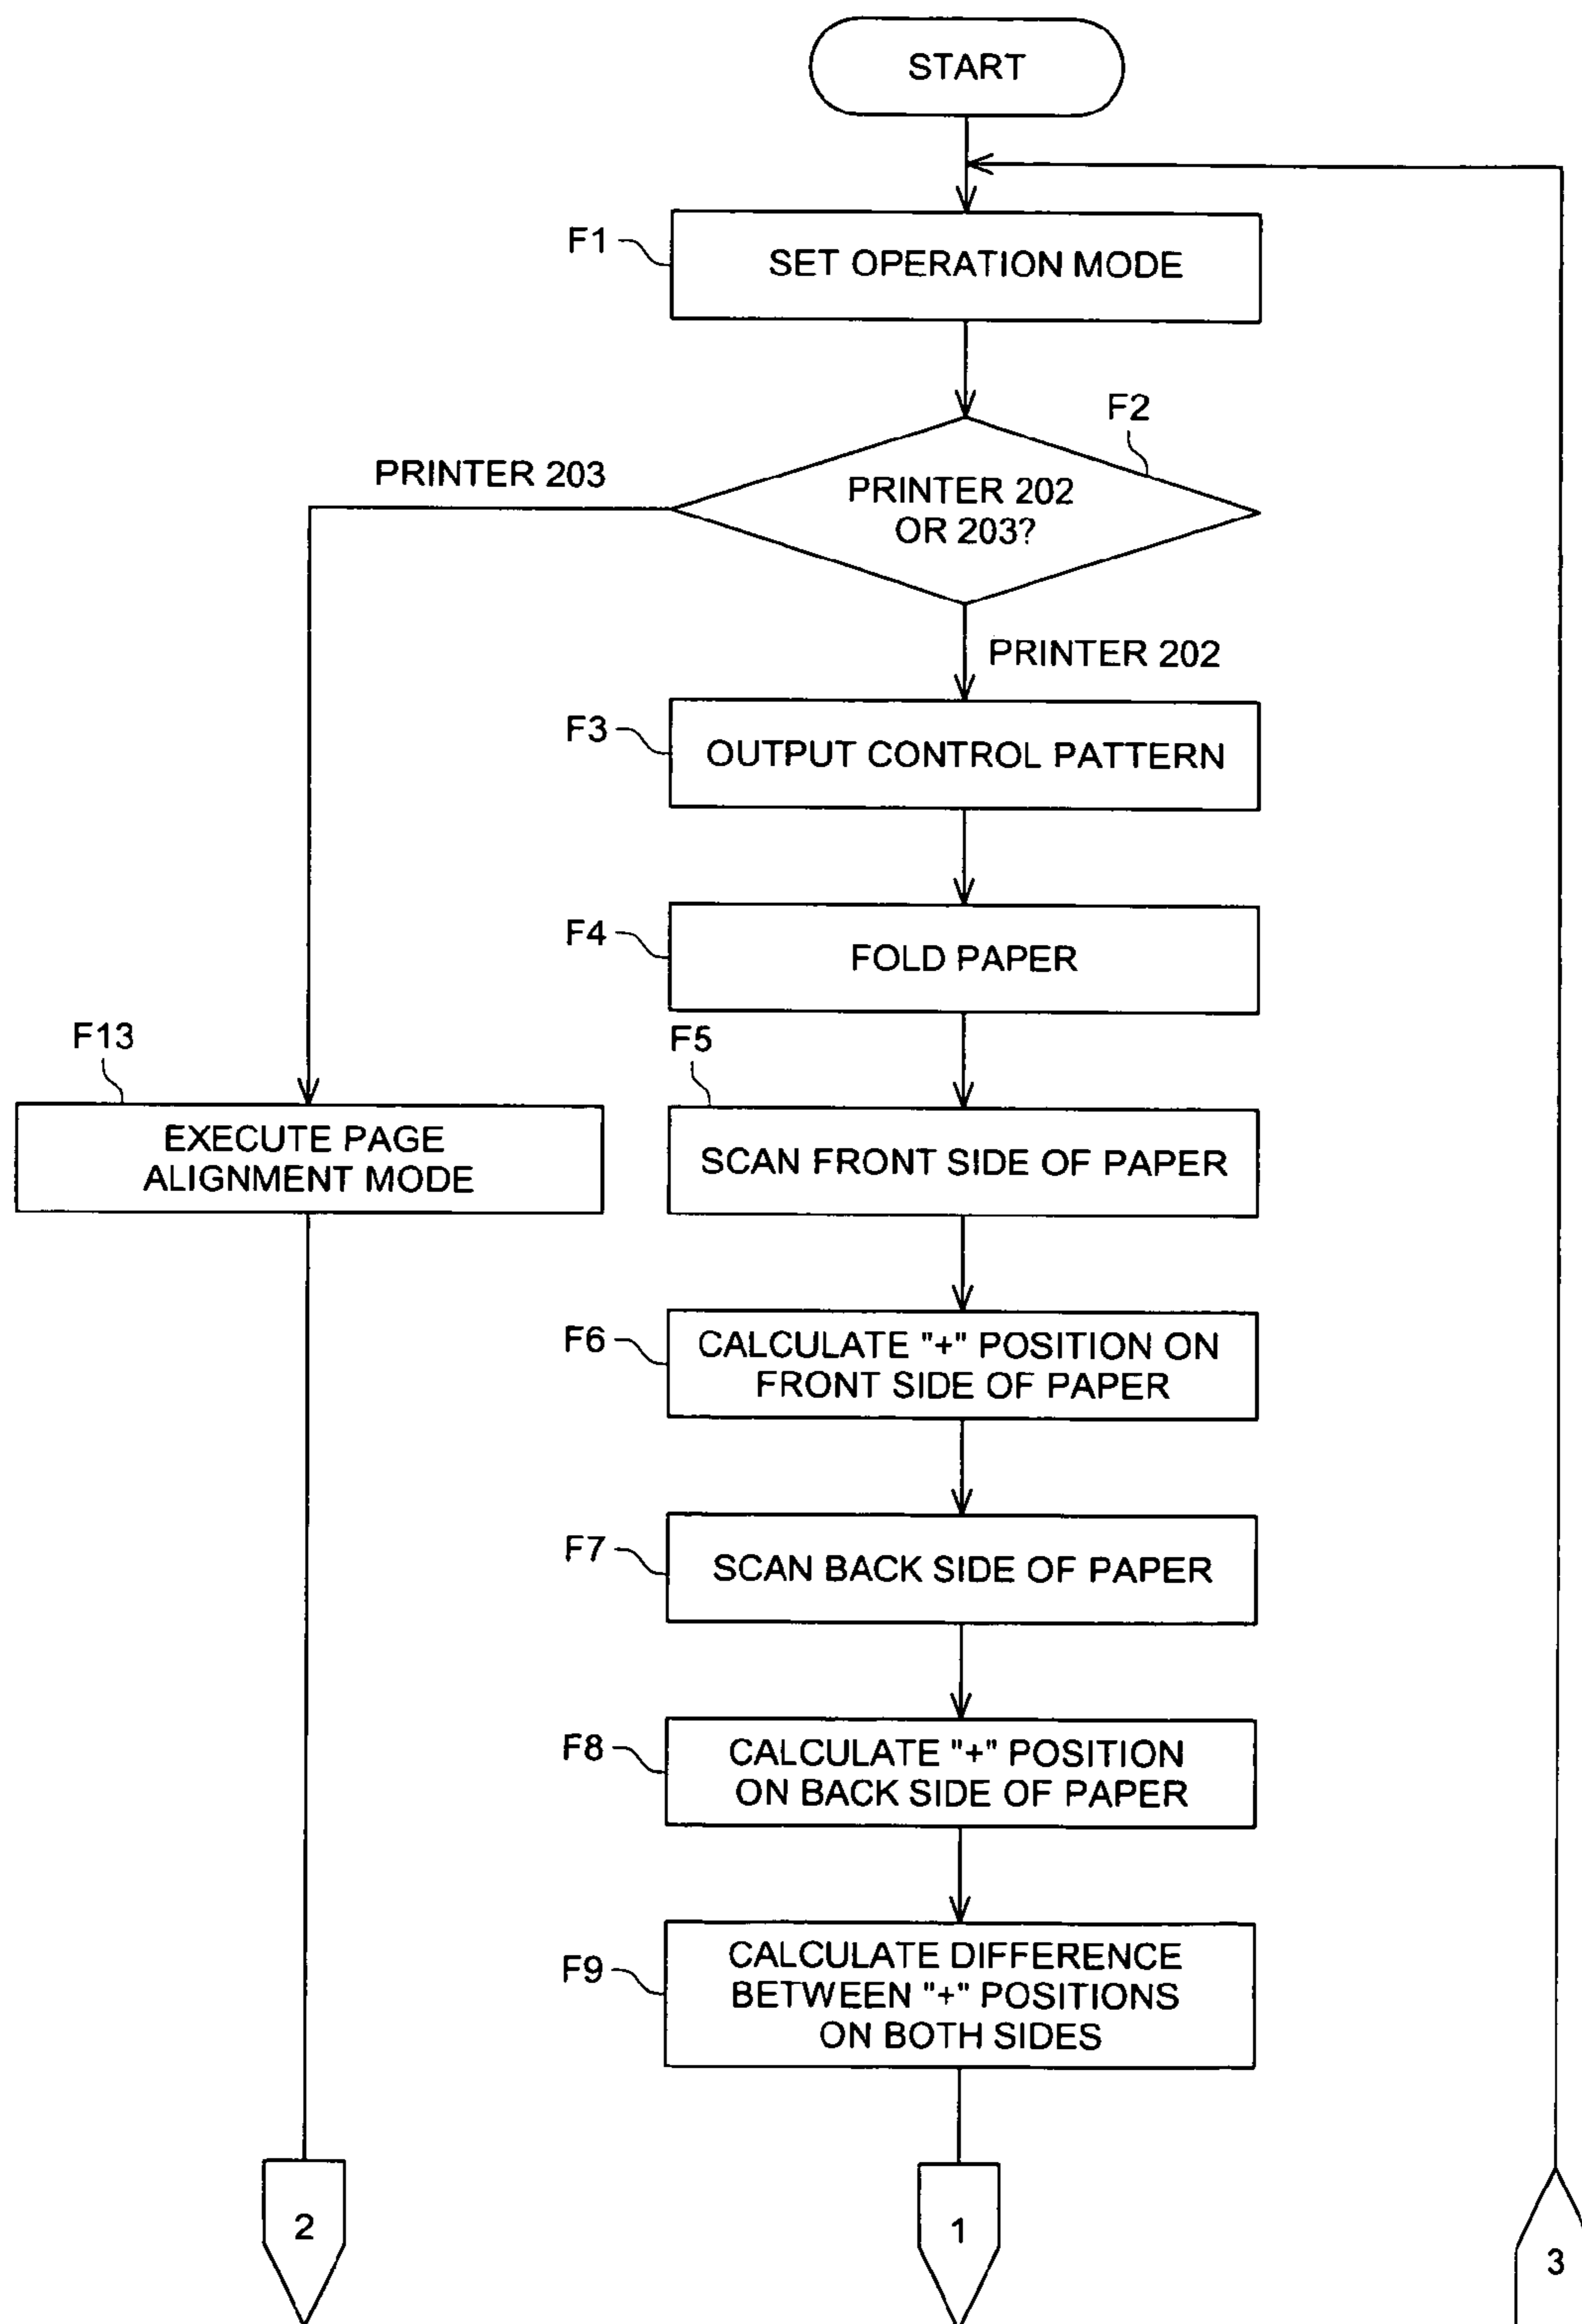 START
F1
SET OPERATION MODE
F2
PRINTER 203
PRINTER 202
OR 203?
PRINTER 202
F3
OUTPUT CONTROL PATTERN
F4
FOLD PAPER
F13
EXECUTE PAGE
ALIGNMENT MODE
F5
SCAN FRONT SIDE OF PAPER
F6
CALCULATE "+" POSITION ON
FRONT SIDE OF PAPER
F7
SCAN BACK SIDE OF PAPER
F8
CALCULATE "+" POSITION
ON BACK SIDE OF PAPER
F9
CALCULATE DIFFERENCE
BETWEEN "+" POSITIONS
ON BOTH SIDES
2
1
3